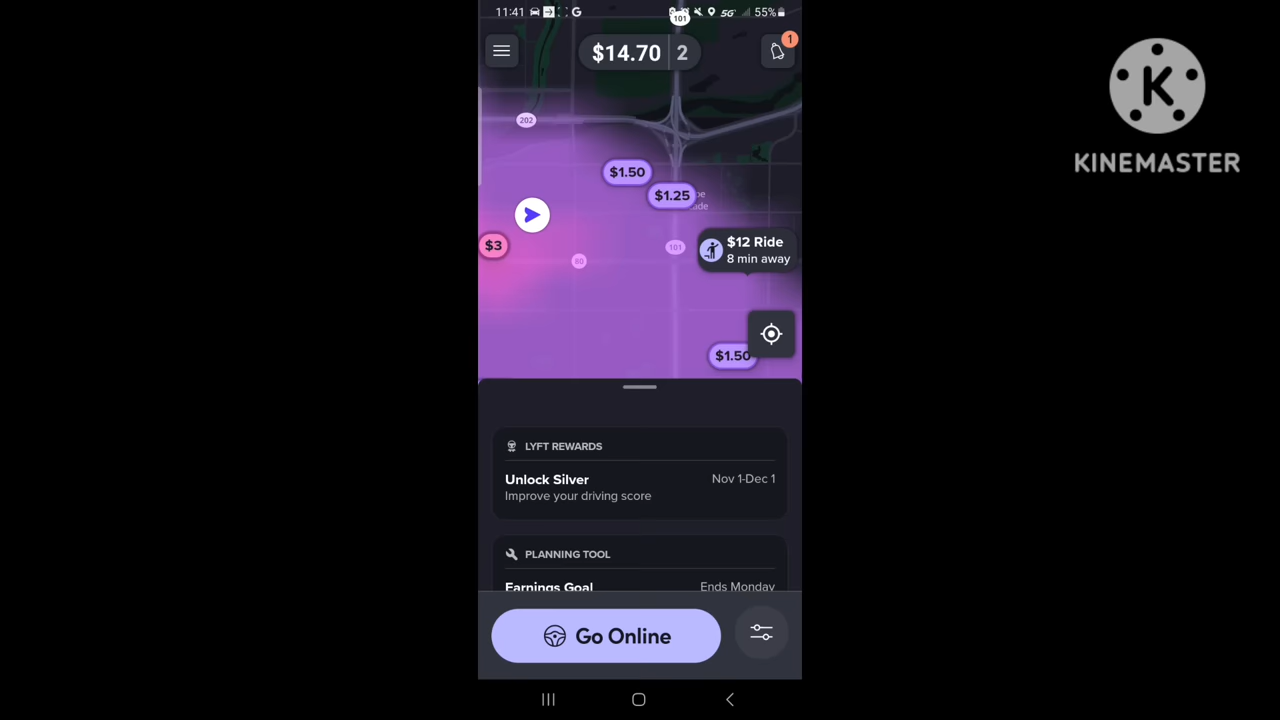 11:41 G 5G 55%
101
$14.70 2 1
202
$1.50
$1.25
$3
80
101
$12 Ride
8 min away
$1.50
LYFT REWARDS
Unlock Silver Nov 1-Dec 1
Improve your driving score
PLANNING TOOL
Earnings Goal Ends Monday
Go Online
K
KINEMASTER